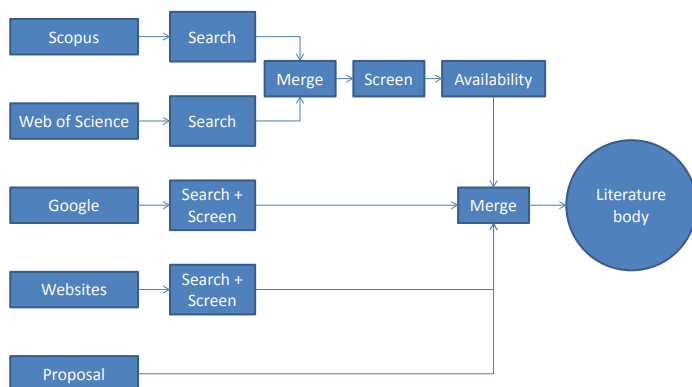 Scopus
Search
Merge
Screen
Availability
Web of Science
Search
Google
Search +
Screen
Merge
Literature
body
Websites
Search +
Screen
Proposal